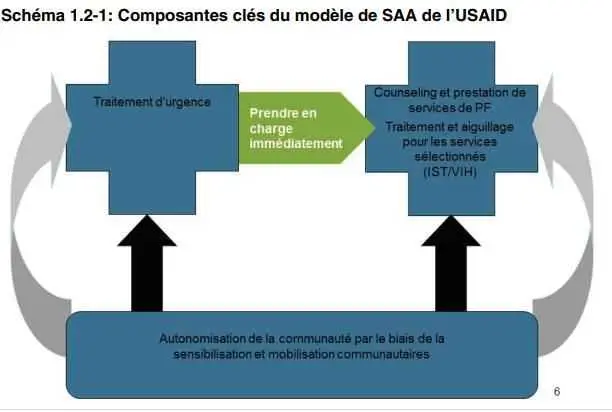 Schéma 1.2-1: Composantes clés du modèle de SAA de l'USAID
Traitement d'urgence
Prendre en
charge
immédiatement
Counseling et prestation de
services de PF
Traitement et aiguillage
pour les services
sélectionnés
(IST/VIH)
Autonomisation de la communauté par le biais de la
sensibilisation et mobilisation communautaires
6